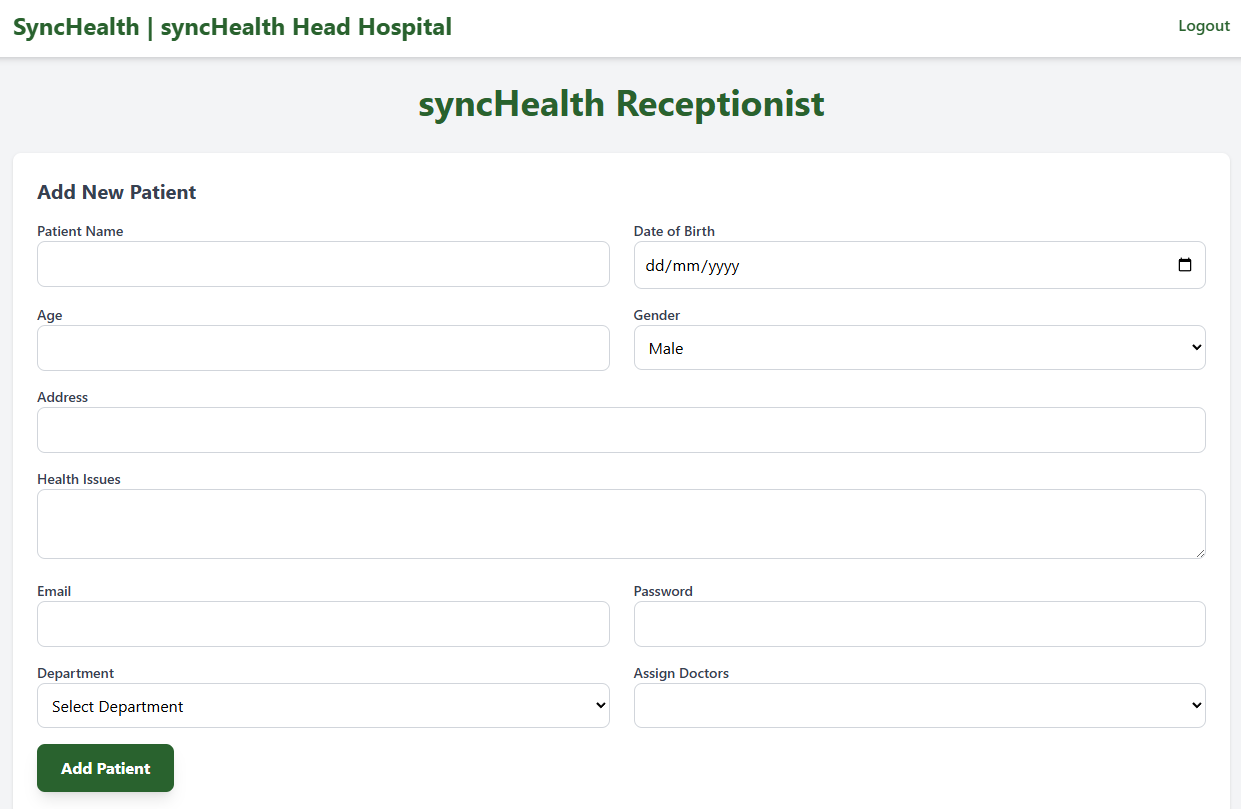 SyncHealth | syncHealth Head Hospital
Logout
syncHealth Receptionist
Add New Patient
Patient Name
Date of Birth
dd/mm/yyyy
Age
Gender
Male
Address
Health Issues
Email
Password
Department
Assign Doctors
Select Department
Add Patient